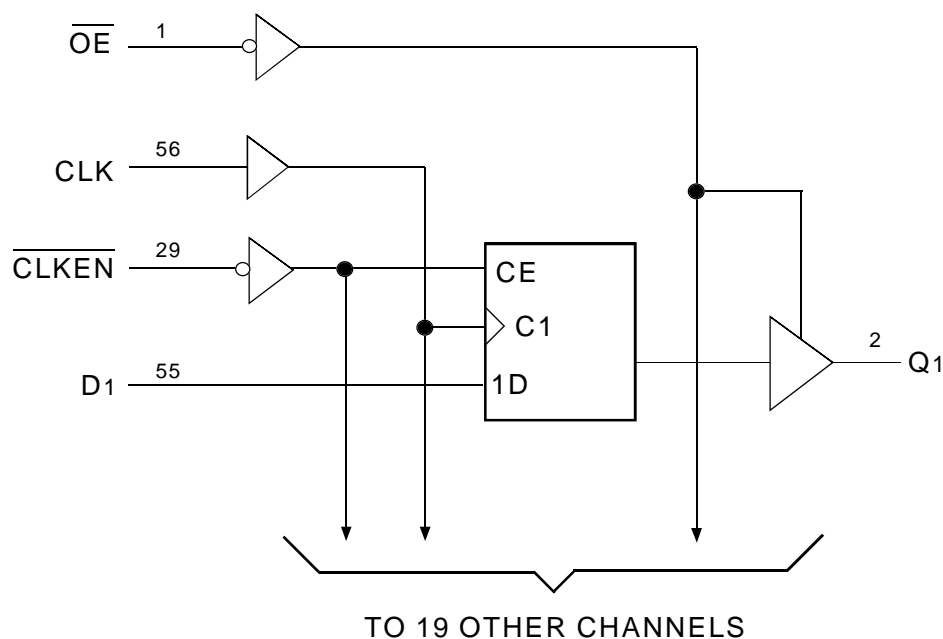 OE 1
CLK 56
CLKEN 29
CE
C1
D1 55
1D
2 Q1
TO 19 OTHER CHANNELS